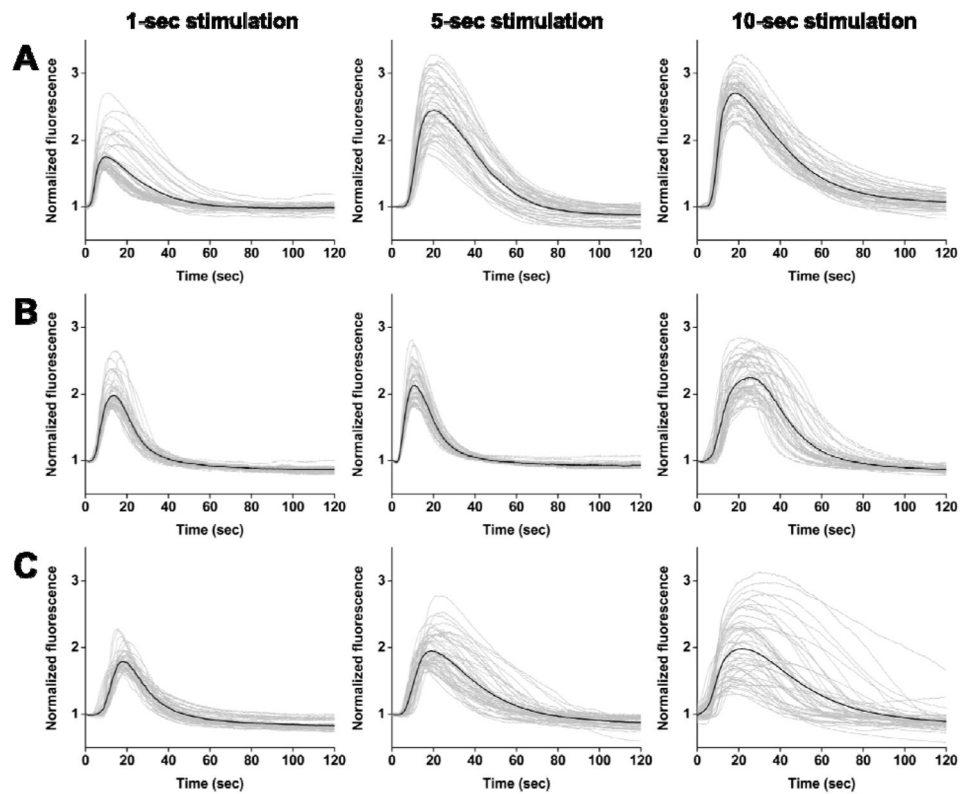 1-sec stimulation 5-sec stimulation 10-sec stimulation
A
Normalized fluorescence Normalized fluorescence Normalized fluorescence
3 3 3
2 2 2
1 1 1
0 20 40 60 80 100 120 0 20 40 60 80 100 120 0 20 40 60 80 100 120
Time (sec) Time (sec) Time (sec)
B
Normalized fluorescence Normalized fluorescence Normalized fluorescence
3 3 3
2 2 2
1 1 1
0 20 40 60 80 100 120 0 20 40 60 80 100 120 0 20 40 60 80 100 120
Time (sec) Time (sec) Time (sec)
C
Normalized fluorescence Normalized fluorescence Normalized fluorescence
3 3 3
2 2 2
1 1 1
0 20 40 60 80 100 120 0 20 40 60 80 100 120 0 20 40 60 80 100 120
Time (sec) Time (sec) Time (sec)